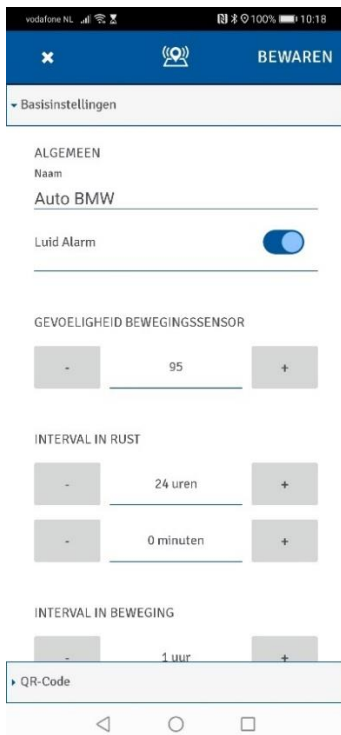 vodafone NL 100% 10:18
BEWAREN
Basisinstellingen
ALGEMEEN
Naam
Auto BMW
Luid Alarm
GEVOELIGHEID BEWEGINGSSENSOR
- 95 +
INTERVAL IN RUST
- 24 uren +
- 0 minuten +
INTERVAL IN BEWEGING
- 1 uur +
QR-Code